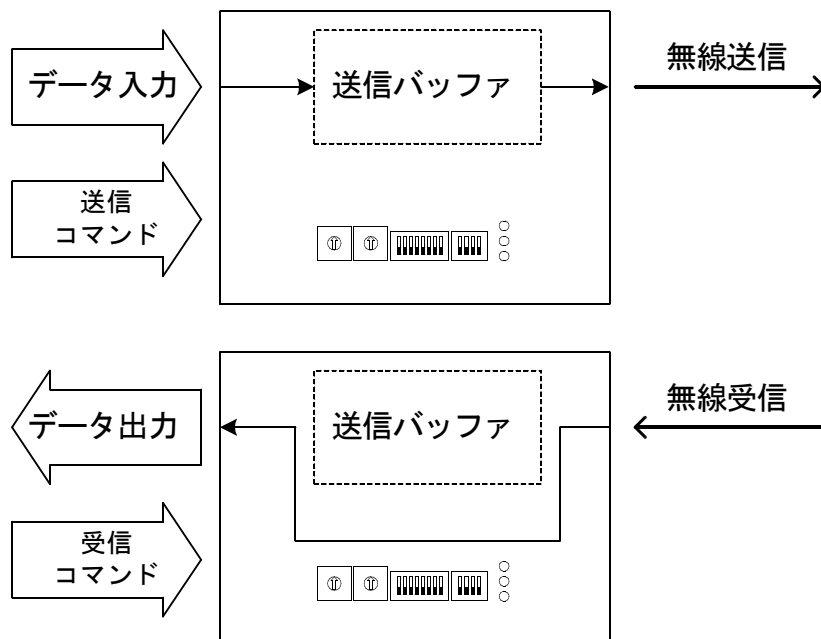 データ入力
送信バッファ
無線送信
送信
コマンド
データ出力
送信バッファ
無線受信
受信
コマンド